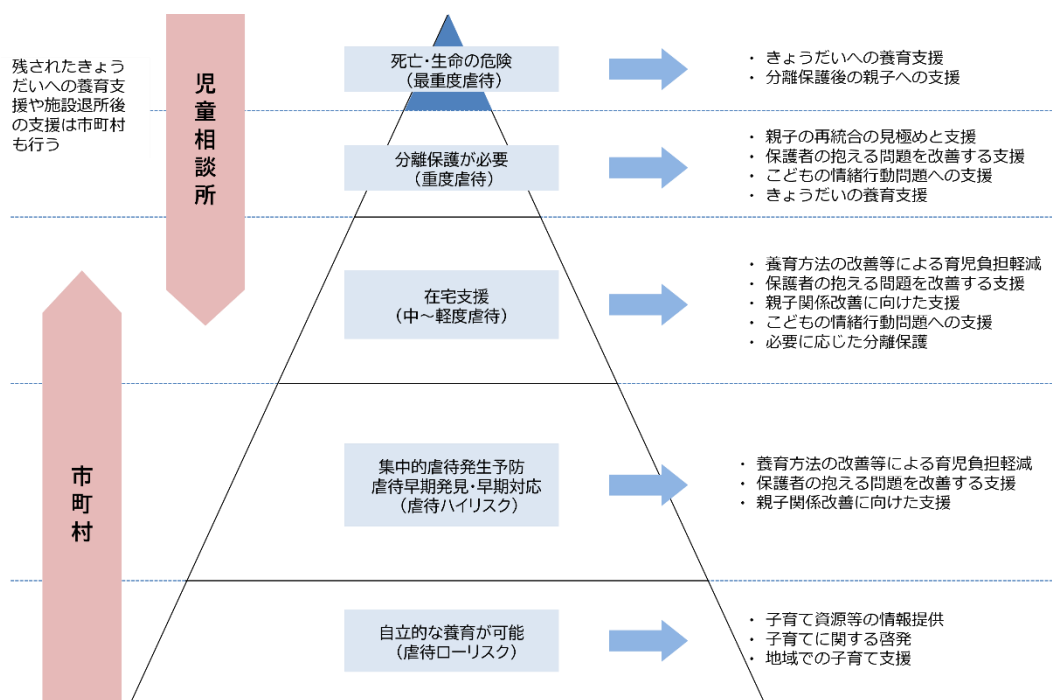 残されたきょう
だいへの養育支
援や施設退所後
の支援は市町村
も行う
児童相談所
市町村
死亡・生命の危険
(最重度虐待)
・ きょうだいへの養育支援
・ 分離保護後の親子への支援
分離保護が必要
(重度虐待)
・ 親子の再統合の見極めと支援
・ 保護者の抱える問題を改善する支援
・ こどもの情緒行動問題への支援
・ きょうだいの養育支援
在宅支援
(中～軽度虐待)
・ 養育方法の改善等による育児負担軽減
・ 保護者の抱える問題を改善する支援
・ 親子関係改善に向けた支援
・ こどもの情緒行動問題への支援
・ 必要に応じた分離保護
集中的虐待発生予防
虐待早期発見・早期対応
(虐待ハイリスク)
・ 養育方法の改善等による育児負担軽減
・ 保護者の抱える問題を改善する支援
・ 親子関係改善に向けた支援
自立的な養育が可能
(虐待ローリスク)
・ 子育て資源等の情報提供
・ 子育てに関する啓発
・ 地域での子育て支援